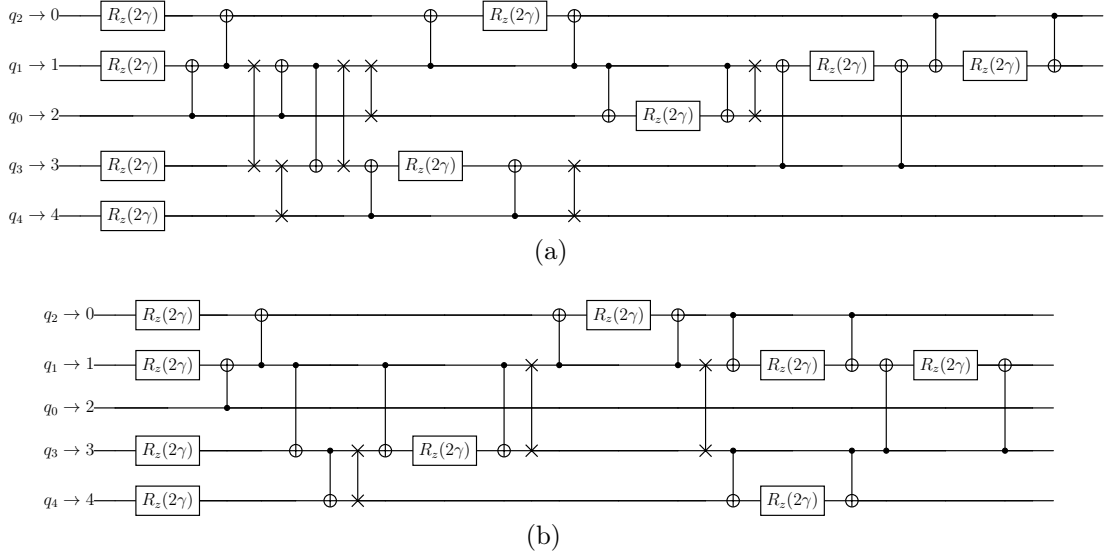 q₂ → 0 R_z(2γ) R_z(2γ)
q₁ → 1 R_z(2γ) R_z(2γ) R_z(2γ)
q₀ → 2 R_z(2γ)
q₃ → 3 R_z(2γ) R_z(2γ)
q₄ → 4 R_z(2γ)
(a)
q₂ → 0 R_z(2γ) R_z(2γ)
q₁ → 1 R_z(2γ) R_z(2γ) R_z(2γ)
q₀ → 2
q₃ → 3 R_z(2γ) R_z(2γ)
q₄ → 4 R_z(2γ) R_z(2γ)
(b)